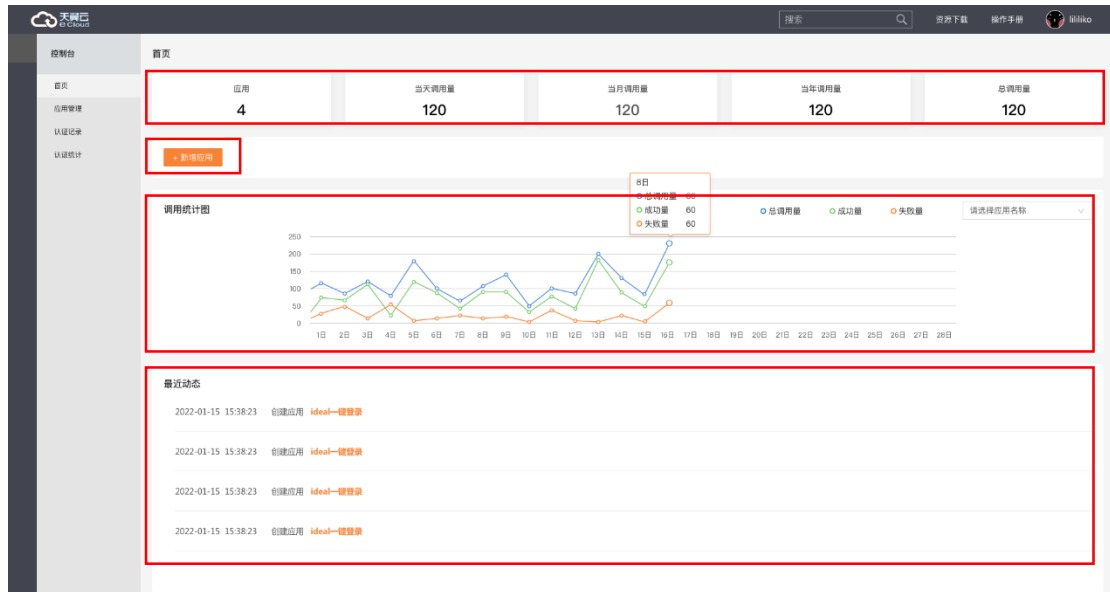 天翼云
e Cloud
搜索
资源下载
操作手册
lililiko
控制台
首页
应用管理
认证记录
认证统计
首页
应用
4
当天调用量
120
当月调用量
120
当年调用量
120
总调用量
120
+ 新增应用
调用统计图
8日
总调用量 60
成功量 60
失败量 60
总调用量 成功量 失败量
请选择应用名称
250
200
150
100
50
0
1日 2日 3日 4日 5日 6日 7日 8日 9日 10日 11日 12日 13日 14日 15日 16日 17日 18日 19日 20日 21日 22日 23日 24日 25日 26日 27日 28日
最近动态
2022-01-15 15:38:23 创建应用 ideal一键登录
2022-01-15 15:38:23 创建应用 ideal一键登录
2022-01-15 15:38:23 创建应用 ideal一键登录
2022-01-15 15:38:23 创建应用 ideal一键登录